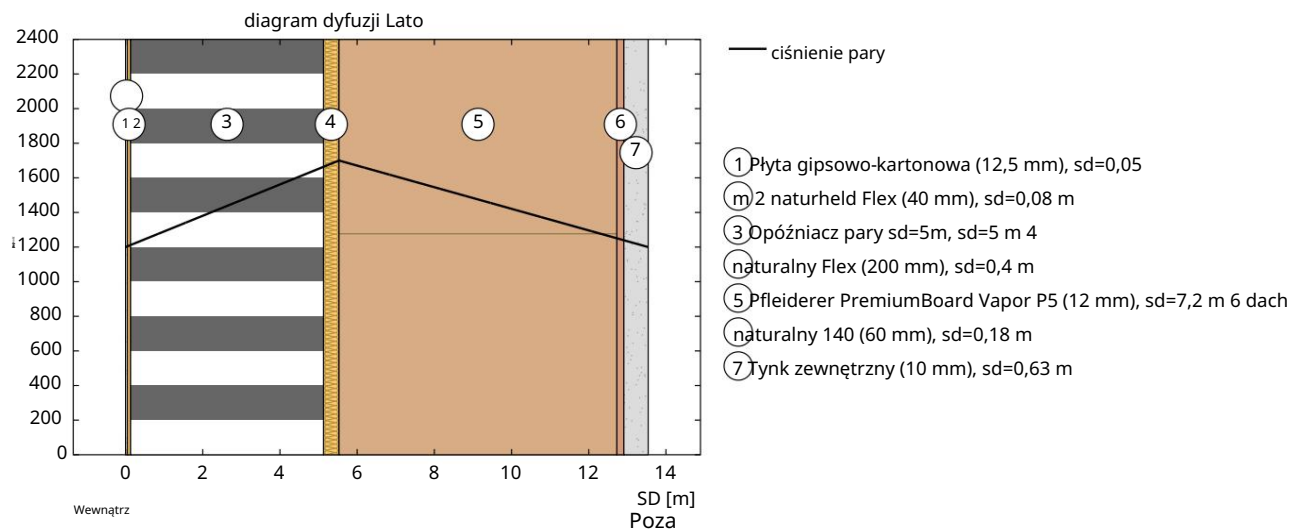 diagram dyfuzji Lato
2400
2200
2000
1800
1600
1400
1200
1000
800
600
400
200
0
1 2
3
4
5
6
7
0 2 4 6 8 10 12 14
SD [m]
Wewnątrz
Poza
ciśnienie pary
1 Płyta gipsowo-kartonowa (12,5 mm), sd=0,05
m 2 naturheld Flex (40 mm), sd=0,08 m
3 Opóźniacz pary sd=5m, sd=5 m 4
naturalny Flex (200 mm), sd=0,4 m
5 Pfleiderer PremiumBoard Vapor P5 (12 mm), sd=7,2 m 6 dach
naturalny 140 (60 mm), sd=0,18 m
7 Tynk zewnętrzny (10 mm), sd=0,63 m